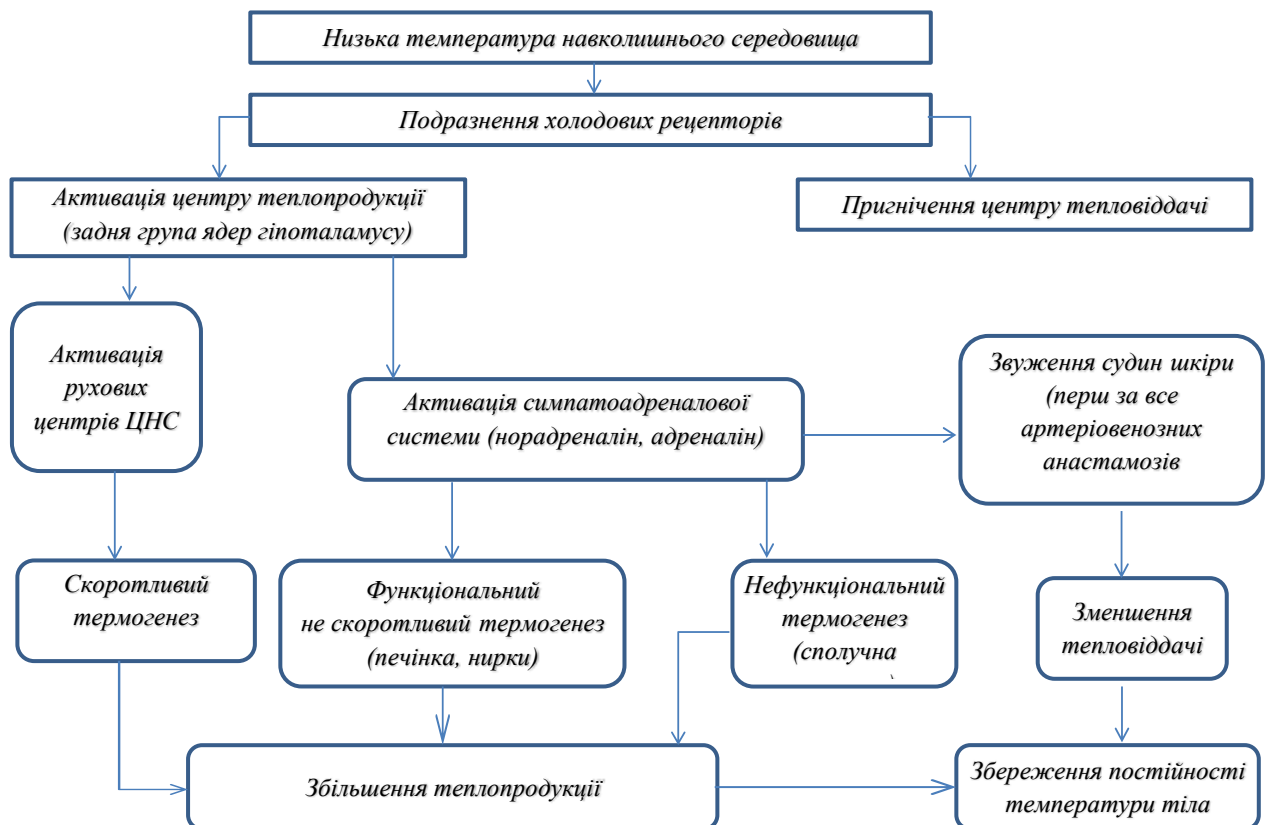 Низька температура навколишнього середовища
Подразнення холодових рецепторів
Активація центру теплопродукції
(задня група ядер гіпоталамусу)
Пригнічення центру тепловіддачі
Активація
рухових
центрів ЦНС
Активація симпатоадреналової
системи (норадреналін, адреналін)
Звуження судин шкіри
(перш за все
артеріовенозних
анастамозів
Скоротливий
термогенез
Функціональний
не скоротливий термогенез
(печінка, нирки)
Нефункціональний
термогенез
(сполучна
Зменшення
тепловіддачі
Збільшення теплопродукції
Збереження постійності
температури тіла